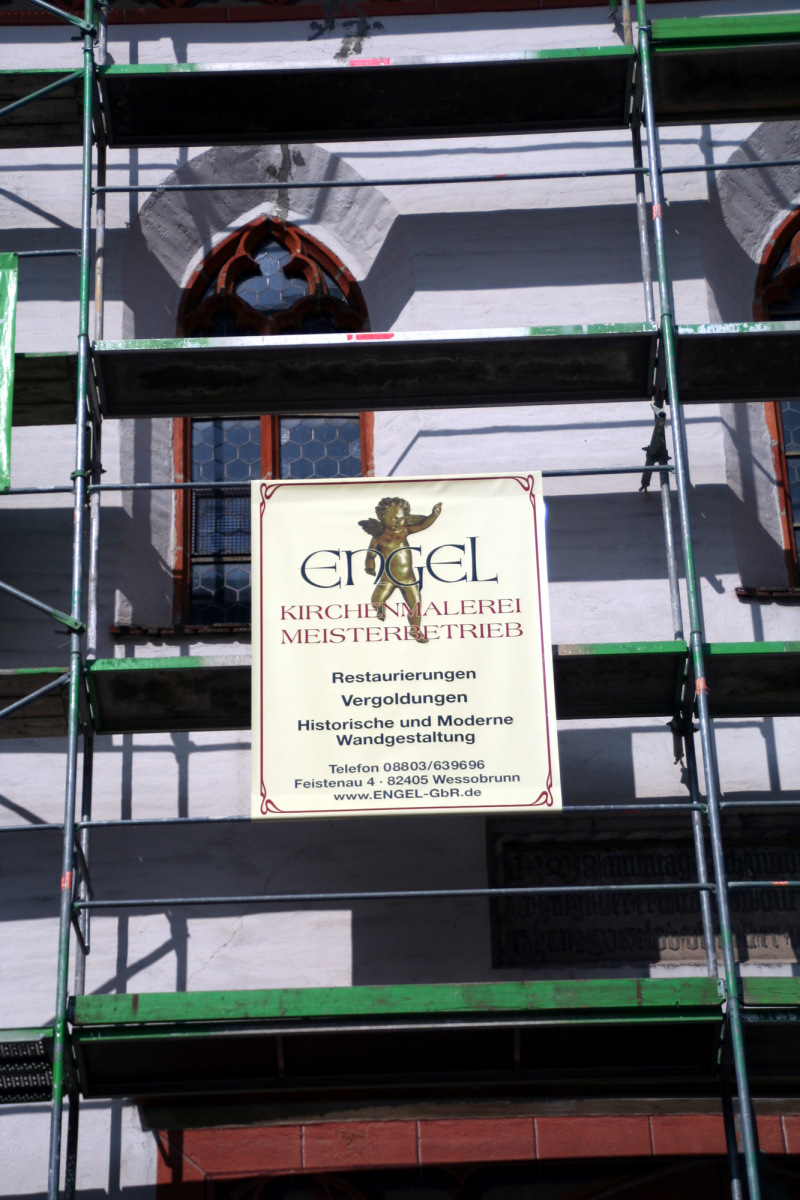 ENGEL
KIRCHENMALEREI
MEISTERBETRIEB
Restaurierungen
Vergoldungen
Historische und Moderne
Wandgestaltung
Telefon 08803/639696
Feistenau 4 · 82405 Wessobrunn
www.ENGEL-GbR.de